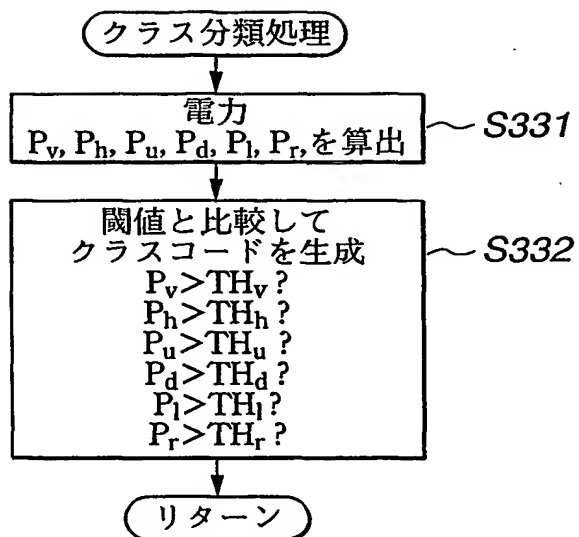 クラス分類処理
電力
Pv, Ph, Pu, Pd, Pl, Pr,を算出
S331
閾値と比較して
クラスコードを生成
Pv>THv?
Ph>THh?
Pu>THu?
Pd>THd?
Pl>THl?
Pr>THr?
S332
リターン